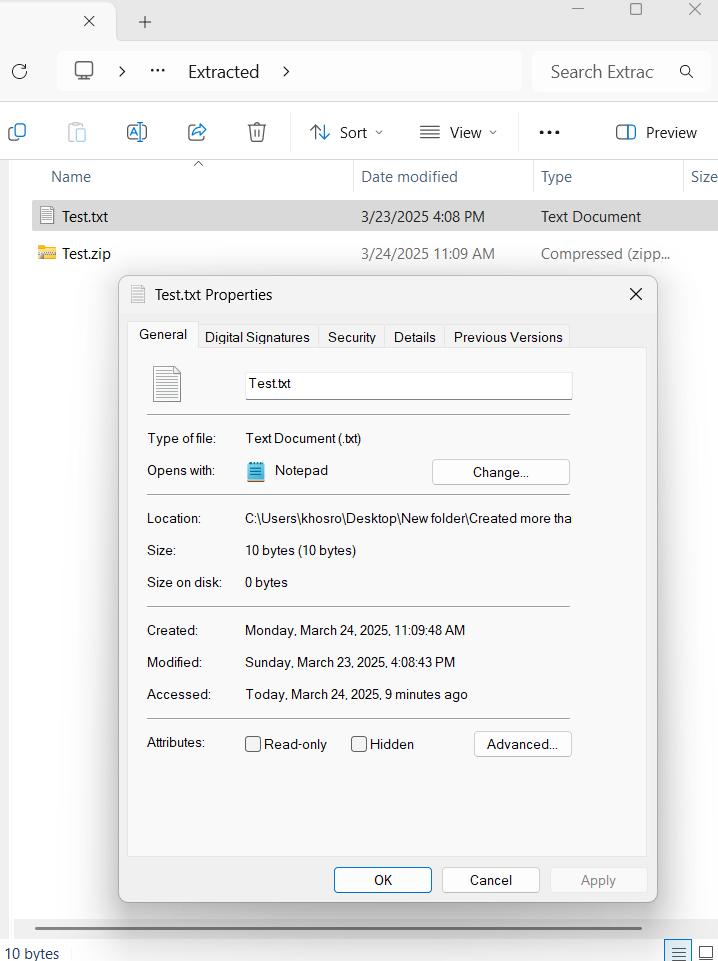 Extracted
Search Extrac
Sort
View
Preview
Name
Date modified
Type
Size
Test.txt
3/23/2025 4:08 PM
Text Document
Test.zip
3/24/2025 11:09 AM
Compressed (zipp...
Test.txt Properties
General
Digital Signatures
Security
Details
Previous Versions
Test.txt
Type of file:
Text Document (.txt)
Opens with:
Notepad
Change...
Location:
C:\Users\khosro\Desktop\New folder\Created more tha
Size:
10 bytes (10 bytes)
Size on disk:
0 bytes
Created:
Monday, March 24, 2025, 11:09:48 AM
Modified:
Sunday, March 23, 2025, 4:08:43 PM
Accessed:
Today, March 24, 2025, 9 minutes ago
Attributes:
Read-only
Hidden
Advanced...
OK
Cancel
Apply
10 bytes